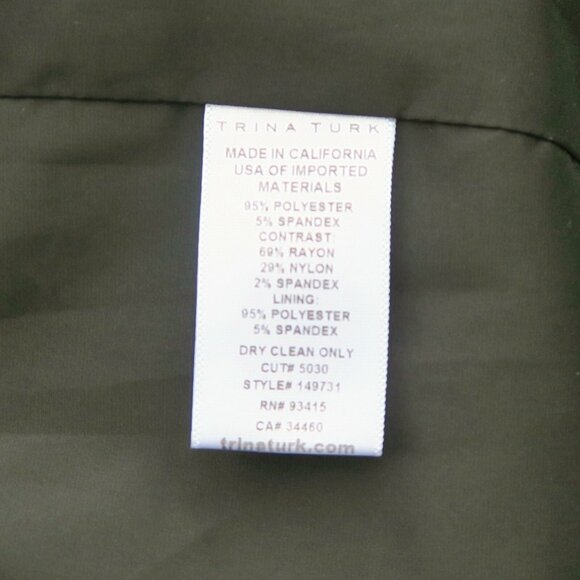 TRINA TURK
MADE IN CALIFORNIA
USA OF IMPORTED
MATERIALS
95% POLYESTER
5% SPANDEX
CONTRAST:
69% RAYON
29% NYLON
2% SPANDEX
LINING:
95% POLYESTER
5% SPANDEX
DRY CLEAN ONLY
CUT# 5030
STYLE# 149731
RN# 93415
CA# 34460
trinaturk.com